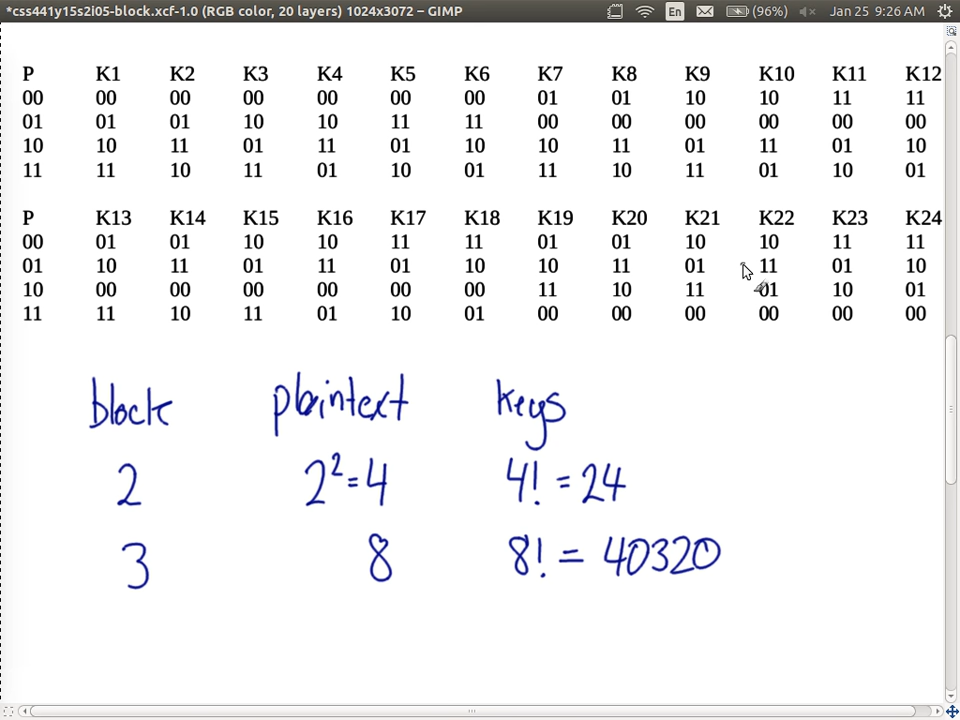 *css441y15s2i05-block.xcf-1.0 (RGB color, 20 layers) 1024x3072 – GIMP En (96%) Jan 25 9:26 AM
P K1 K2 K3 K4 K5 K6 K7 K8 K9 K10 K11 K12
00 00 00 00 00 00 00 01 01 10 10 11 11
01 01 01 10 10 11 11 00 00 00 00 00 00
10 10 11 01 11 01 10 10 11 01 11 01 10
11 11 10 11 01 10 01 11 10 11 01 10 01
P K13 K14 K15 K16 K17 K18 K19 K20 K21 K22 K23 K24
00 01 01 10 10 11 11 01 01 10 10 11 11
01 10 11 01 11 01 10 10 11 01 11 01 10
10 00 00 00 00 00 00 11 10 11 01 10 01
11 11 10 11 01 10 01 00 00 00 00 00 00
block plaintext keys
2 2²=4 4! = 24
3 8 8! = 40320